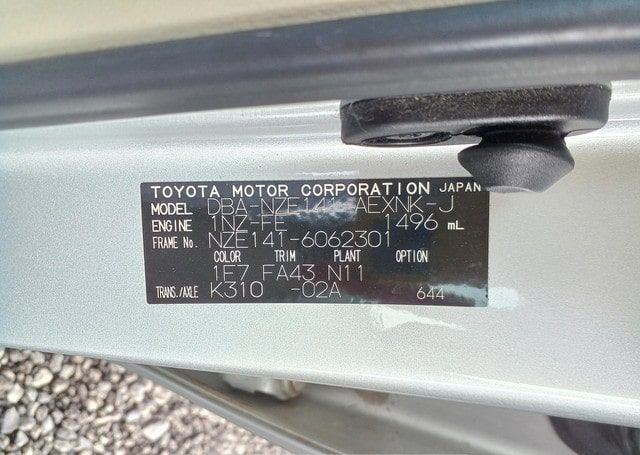 TOYOTA MOTOR CORPORATION JAPAN
MODEL DBA-NZE141-AEXNK-J
ENGINE 1NZ-FE 1496 mL
FRAME No. NZE141-6062301
COLOR TRIM PLANT OPTION
1E7 FA43 N11
TRANS./AXLE K310 -02A 644